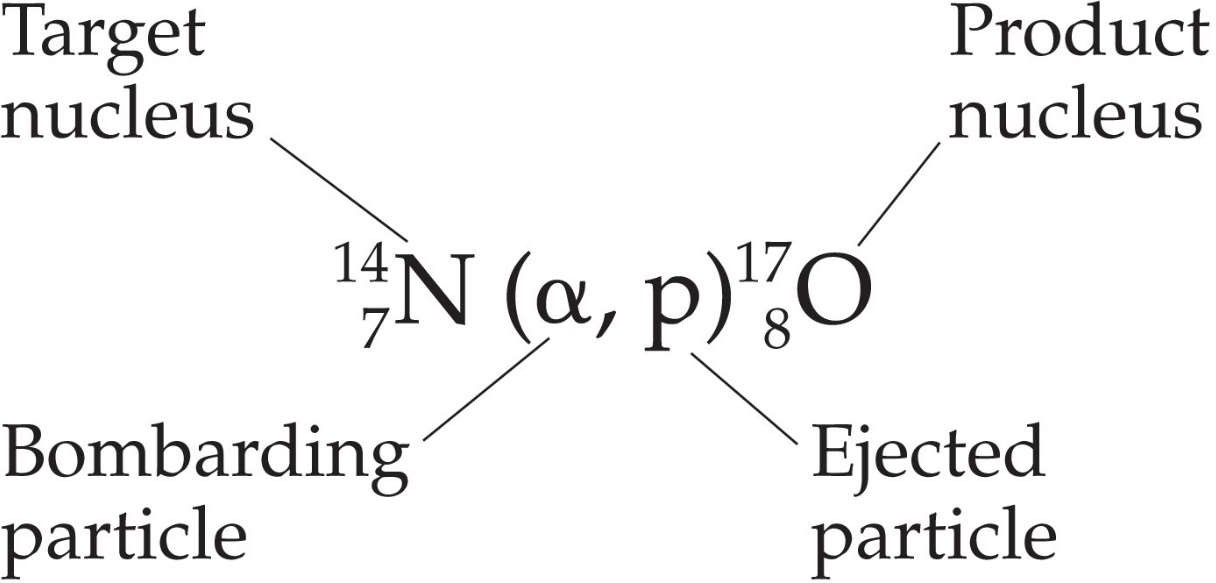 Target
nucleus
Product
nucleus
¹⁴₇N (α, p)¹⁷₈O
Bombarding
particle
Ejected
particle